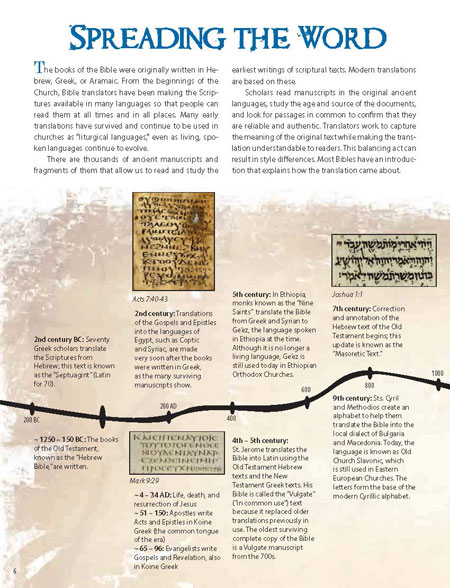 SPREADING THE WORD
The books of the Bible were originally written in He-
brew, Greek, or Aramaic. From the beginnings of the
Church, Bible translators have been making the Scrip-
tures available in many languages so that people can
read them at all times and in all places. Many early
translations have survived and continue to be used in
churches as "liturgical languages," even as living, spo-
ken languages continue to evolve.
There are thousands of ancient manuscripts and
fragments of them that allow us to read and study the
earliest writings of scriptural texts. Modern translations
are based on these.
Scholars read manuscripts in the original ancient
languages, study the age and source of the documents,
and look for passages in common to confirm that they
are reliable and authentic. Translators work to capture
the meaning of the original text while making the trans-
lation understandable to readers. This balancing act can
result in style differences. Most Bibles have an introduc-
tion that explains how the translation came about.
2nd century BC: Seventy
Greek scholars translate
the Scriptures from
Hebrew; this text is known
as the "Septuagint" (Latin
for 70).
Acts 7:40-43
2nd century: Translations
of the Gospels and Epistles
into the languages of
Egypt, such as Coptic
and Syriac, are made
very soon after the books
were written in Greek,
as the many surviving
manuscripts show.
5th century: In Ethiopia,
monks known as the "Nine
Saints" translate the Bible
from Greek and Syrian to
Ge'ez, the language spoken
in Ethiopia at the time.
Although it is no longer a
living language, Ge'ez is
still used today in Ethiopian
Orthodox Churches.
Joshua 1:1
7th century: Correction
and annotation of the
Hebrew text of the Old
Testament begins; this
update is known as the
"Masoretic Text."
200 BC
200 AD
400
600
800
1000
~ 1250 – 150 BC: The books
of the Old Testament,
known as the "Hebrew
Bible," are written.
Mark 9:29
~ 4 – 34 AD: Life, death, and
resurrection of Jesus
~ 51 – 150: Apostles write
Acts and Epistles in Koine
Greek (the common tongue
of the era)
~ 65 – 96: Evangelists write
Gospels and Revelation, also
in Koine Greek
4th – 5th century:
St. Jerome translates the
Bible into Latin using the
Old Testament Hebrew
texts and the New
Testament Greek texts. His
Bible is called the "Vulgate"
("in common use") text
because it replaced older
translations previously in
use. The oldest surviving
complete copy of the Bible
is a Vulgate manuscript
from the 700s.
9th century: Sts. Cyril
and Methodios create an
alphabet to help them
translate the Bible into the
local dialect of Bulgaria
and Macedonia. Today, the
language is known as Old
Church Slavonic, which
is still used in Eastern
European Churches. The
letters form the base of the
modern Cyrillic alphabet.
6